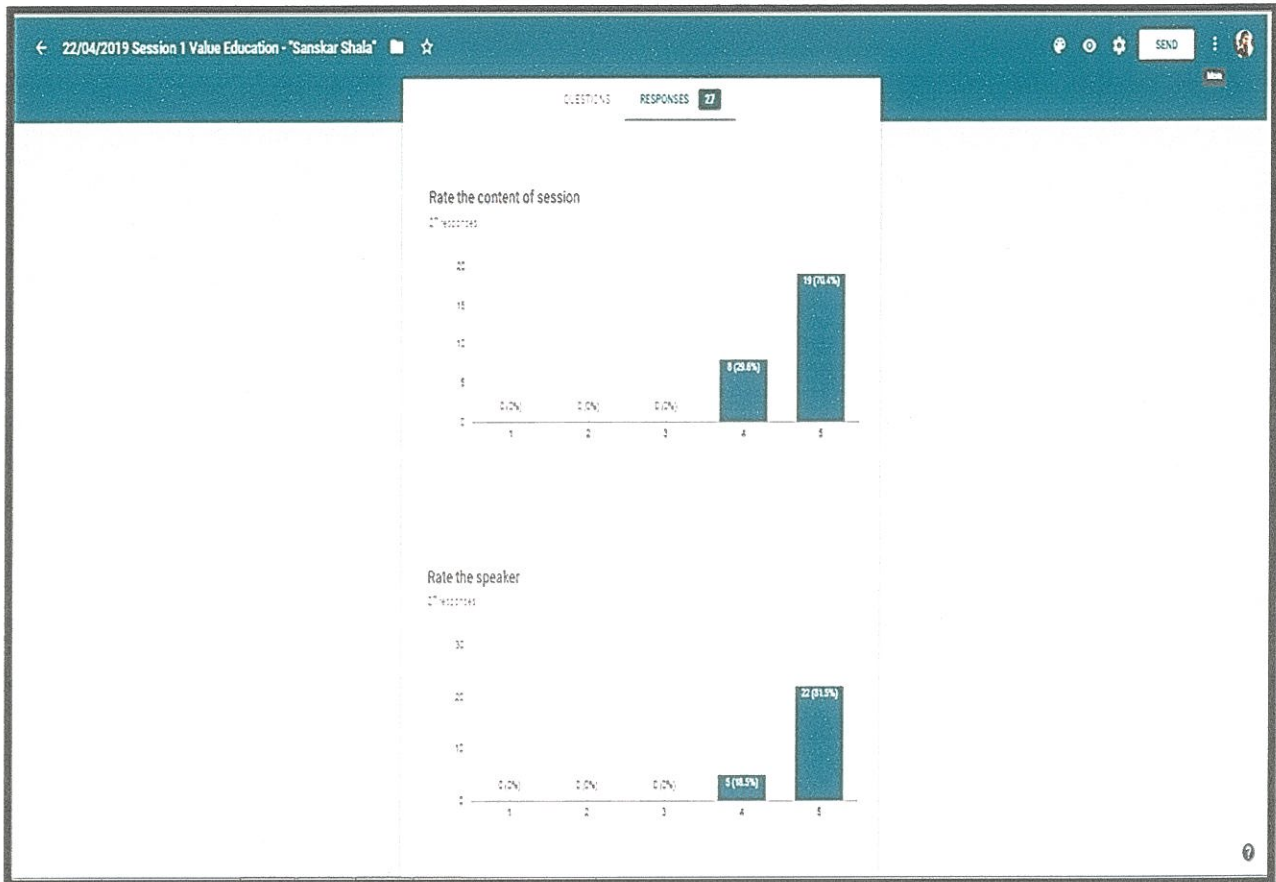 22/04/2019 Session 1 Value Education - "Sanskar Shala"
SEND
More
QUESTIONS RESPONSES 27
Rate the content of session
27 responses
20
15
10
5
0
0 (0%) 0 (0%) 0 (0%) 8 (29.6%) 19 (70.4%)
1 2 3 4 5
Rate the speaker
27 responses
30
20
10
0
0 (0%) 0 (0%) 0 (0%) 5 (18.5%) 22 (81.5%)
1 2 3 4 5